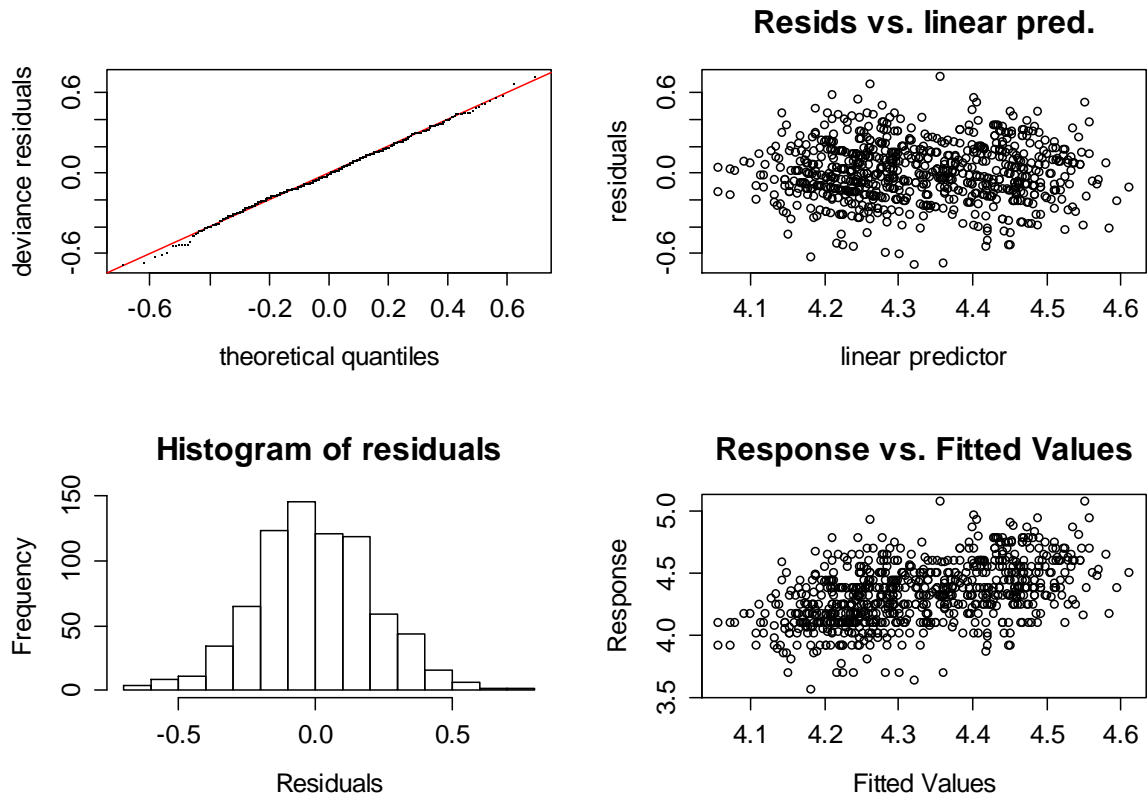 deviance residuals
-0.6 0.0 0.6
-0.6 -0.2 0.0 0.2 0.4 0.6
theoretical quantiles
Resids vs. linear pred.
residuals
-0.6 0.0 0.6
4.1 4.2 4.3 4.4 4.5 4.6
linear predictor
Histogram of residuals
Frequency
0 50 100 150
-0.5 0.0 0.5
Residuals
Response vs. Fitted Values
Response
3.5 4.0 4.5 5.0
4.1 4.2 4.3 4.4 4.5 4.6
Fitted Values